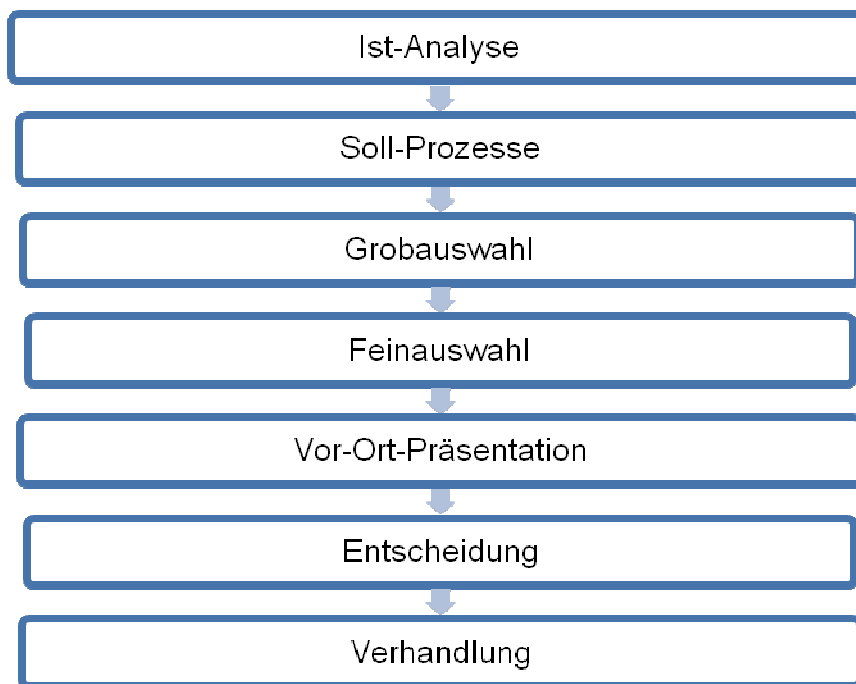 Ist-Analyse
Soll-Prozesse
Grobauswahl
Feinauswahl
Vor-Ort-Präsentation
Entscheidung
Verhandlung